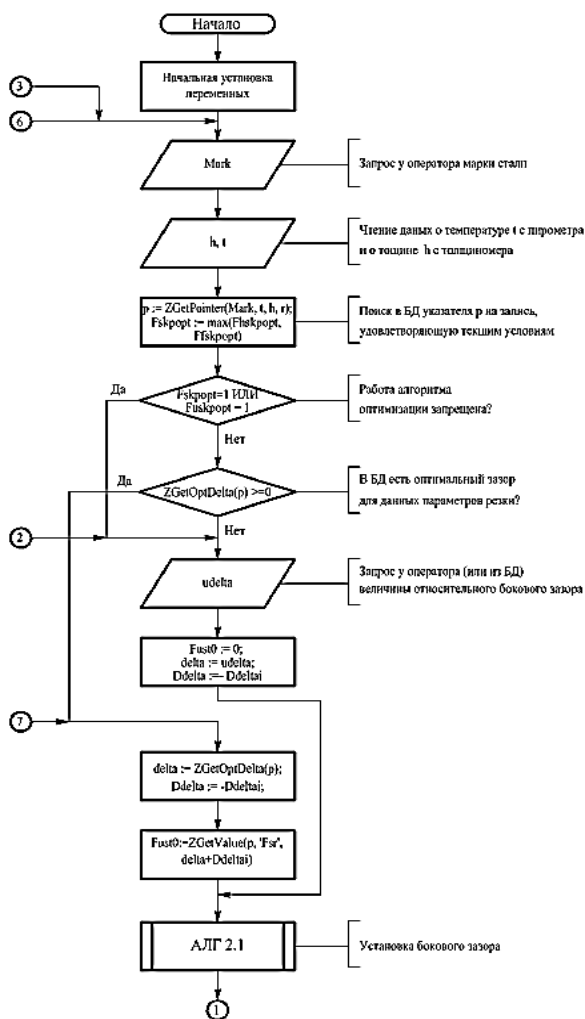 Начало
Начальная установка
переменных
3
6
Mark
Запрос у оператора марки стали
h, t
Чтение даных о температуре t с пирометра
и о тощине h с толщиномера
p := ZGetPointer(Mark, t, h, r);
Fskpopt := max(Fhskpopt,
Ffskpopt)
Поиск в БД указателя p на запись,
удовлетворяющую текщим условиям
Да
Fskpopt=1 ИЛИ
Fuskpopt = 1
Работа алгоритма
оптимизации запрещена?
Нет
Да
ZGetOptDelta(p) >=0
В БД есть оптимальный зазор
для данных параметров резки?
2
Нет
udelta
Запрос у оператора (или из БД)
величины относительного бокового зазора
Fust0 := 0;
delta := udelta;
Ddelta :=- Ddeltai
7
delta := ZGetOptDelta(p);
Ddelta := -Ddeltai;
Fust0:=ZGetValue(p, 'Fsr',
delta+Ddeltai)
АЛГ 2.1
Установка бокового зазора
1